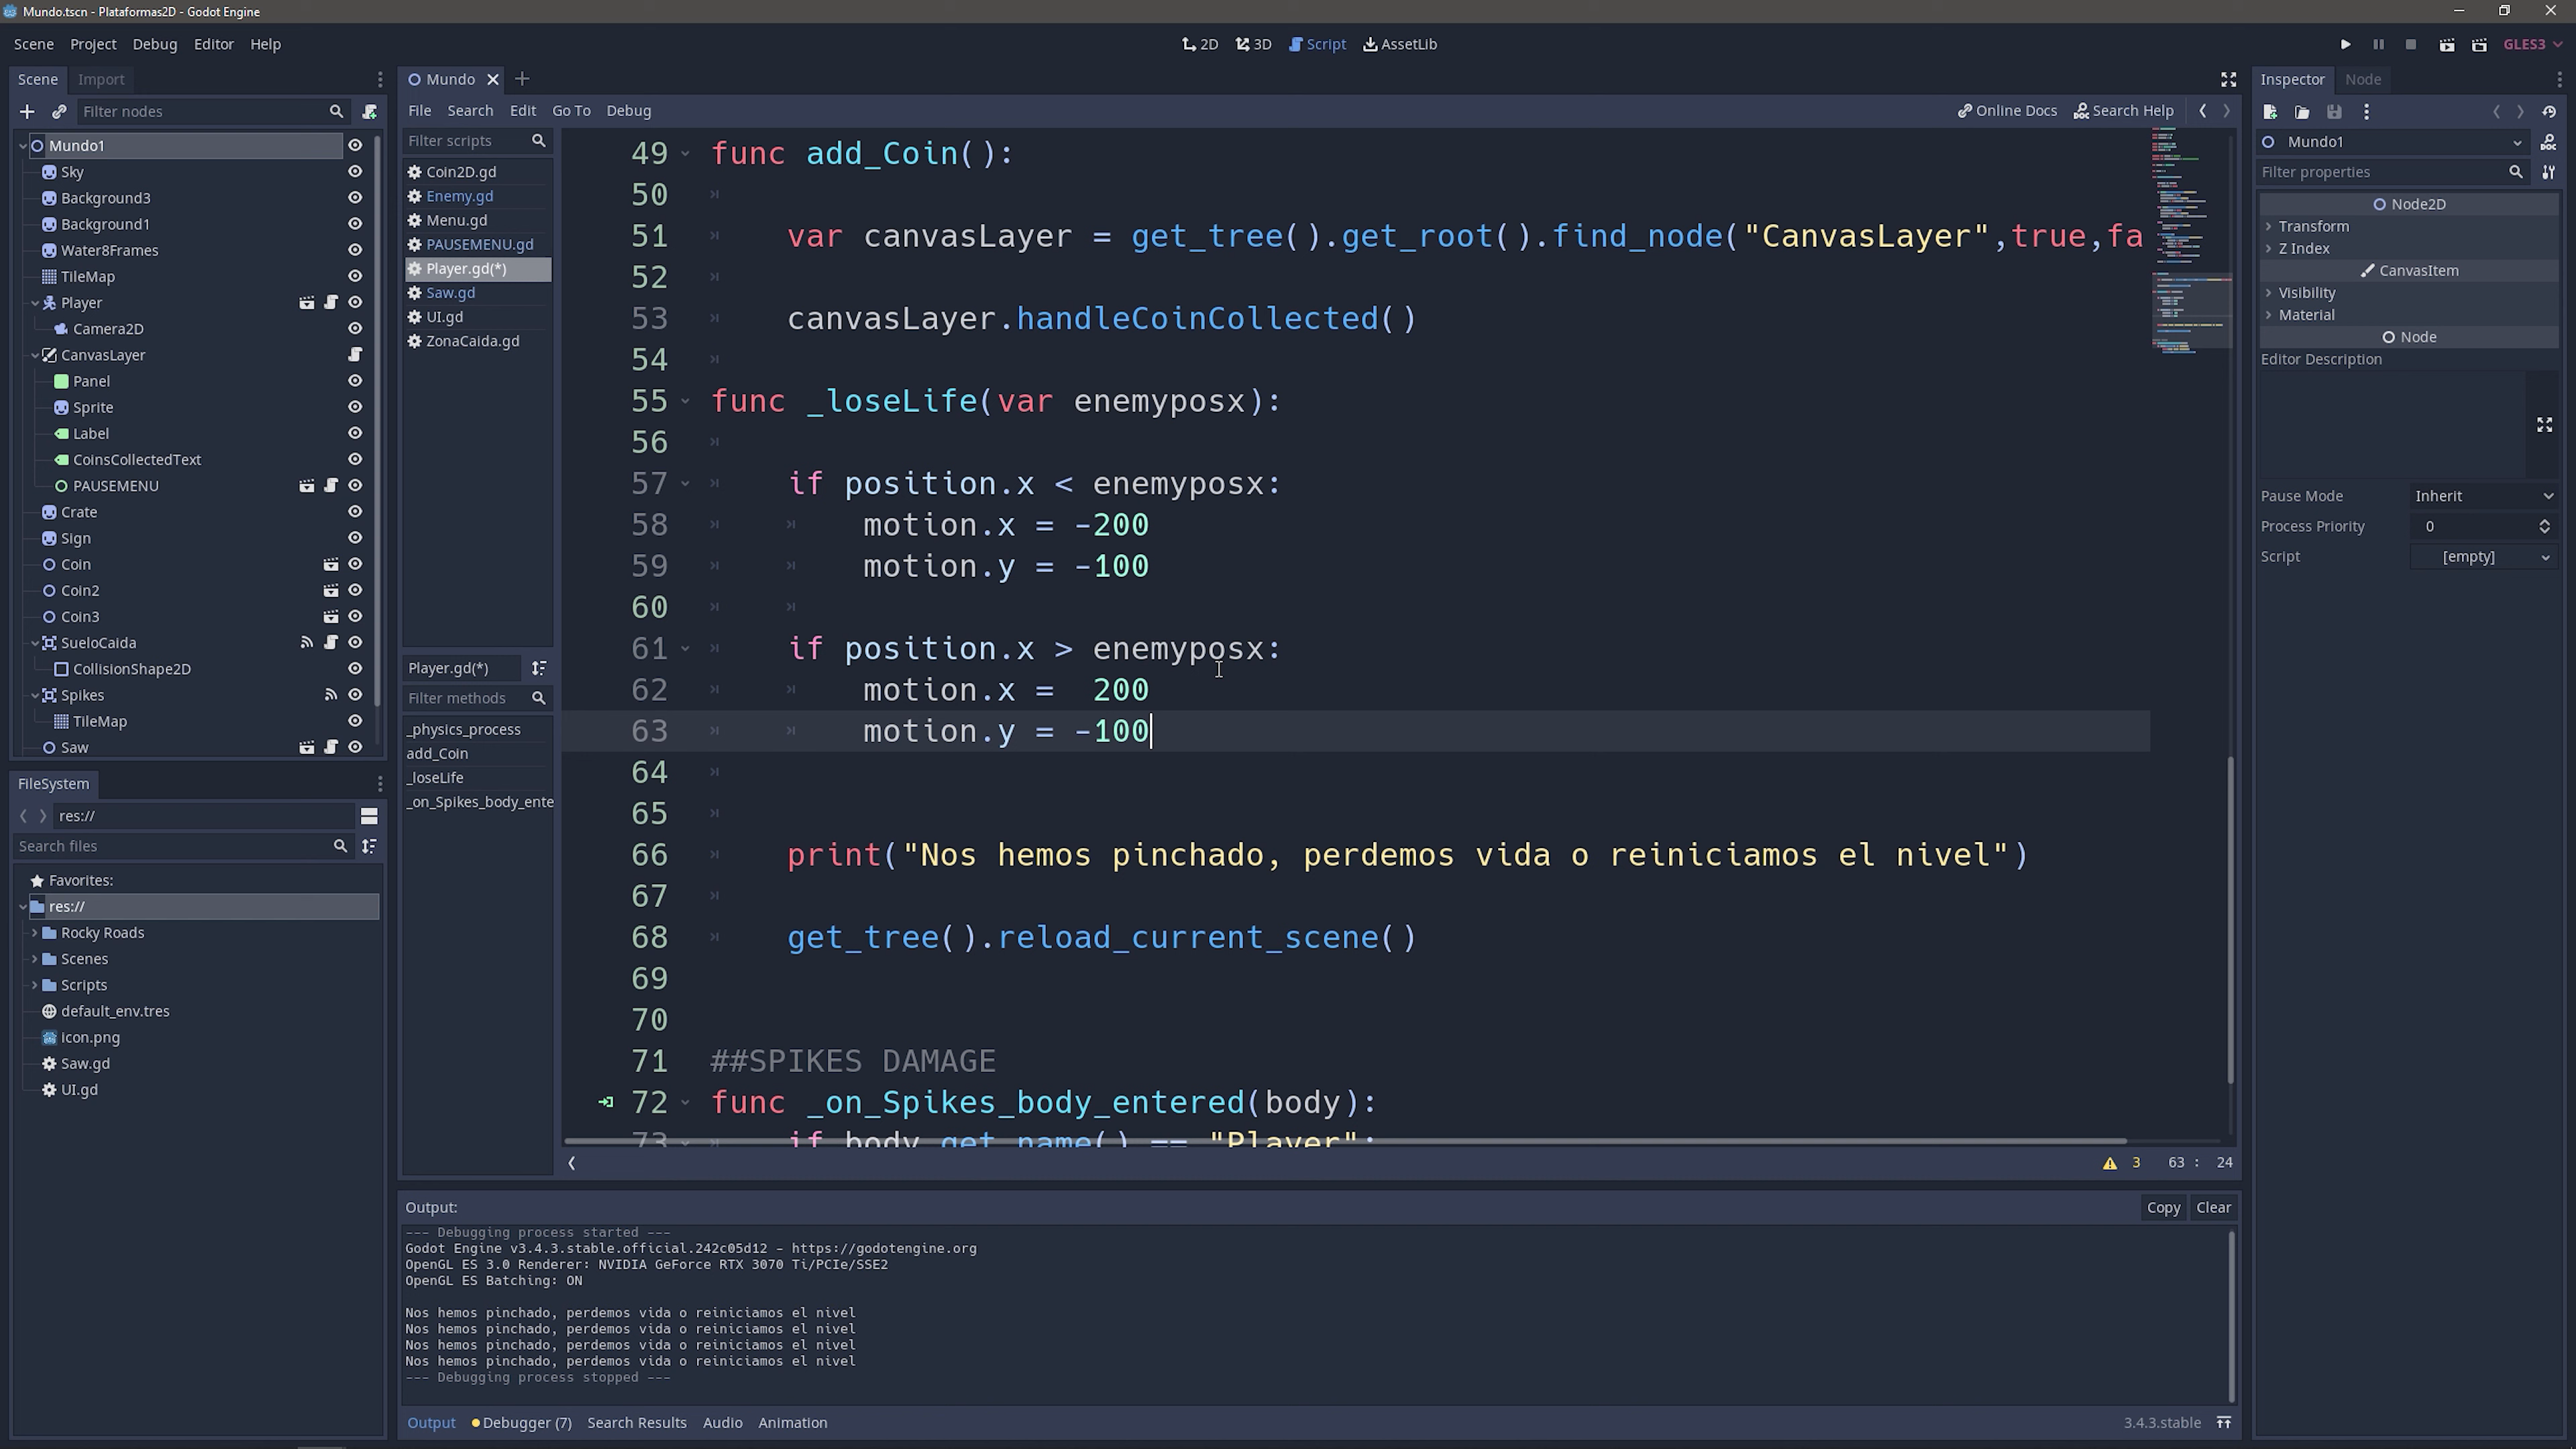 Mundo.tscn - Plataformas2D - Godot Engine
Scene Project Debug Editor Help
2D 3D Script AssetLib
GLES3
Scene Import
Filter nodes
Mundo1
Sky
Background3
Background1
Water8Frames
TileMap
Player
Camera2D
CanvasLayer
Panel
Sprite
Label
CoinsCollectedText
PAUSEMENU
Crate
Sign
Coin
Coin2
Coin3
SueloCaida
CollisionShape2D
Spikes
TileMap
Saw
FileSystem
res://
Search files
Favorites:
res://
Rocky Roads
Scenes
Scripts
default_env.tres
icon.png
Saw.gd
UI.gd
Mundo
File Search Edit Go To Debug
Online Docs Search Help
Filter scripts
Coin2D.gd
Enemy.gd
Menu.gd
PAUSEMENU.gd
Player.gd(*)
Saw.gd
UI.gd
ZonaCaida.gd
Player.gd(*)
Filter methods
_physics_process
add_Coin
_loseLife
_on_Spikes_body_ente
49 func add_Coin():
50
51 var canvasLayer = get_tree().get_root().find_node("CanvasLayer",true,fa
52
53 canvasLayer.handleCoinCollected()
54
55 func _loseLife(var enemyposx):
56
57 if position.x < enemyposx:
58 motion.x = -200
59 motion.y = -100
60
61 if position.x > enemyposx:
62 motion.x =  200
63 motion.y = -100
64
65
66 print("Nos hemos pinchado, perdemos vida o reiniciamos el nivel")
67
68 get_tree().reload_current_scene()
69
70
71 ##SPIKES DAMAGE
72 func _on_Spikes_body_entered(body):
73 if body.get_name() == "Player":
3 63 : 24
Output:
Copy Clear
--- Debugging process started ---
Godot Engine v3.4.3.stable.official.242c05d12 - https://godotengine.org
OpenGL ES 3.0 Renderer: NVIDIA GeForce RTX 3070 Ti/PCIe/SSE2
OpenGL ES Batching: ON
Nos hemos pinchado, perdemos vida o reiniciamos el nivel
Nos hemos pinchado, perdemos vida o reiniciamos el nivel
Nos hemos pinchado, perdemos vida o reiniciamos el nivel
Nos hemos pinchado, perdemos vida o reiniciamos el nivel
--- Debugging process stopped ---
Output Debugger (7) Search Results Audio Animation
3.4.3.stable
Inspector Node
Mundo1
Filter properties
Node2D
Transform
Z Index
CanvasItem
Visibility
Material
Node
Editor Description
Pause Mode Inherit
Process Priority 0
Script [empty]